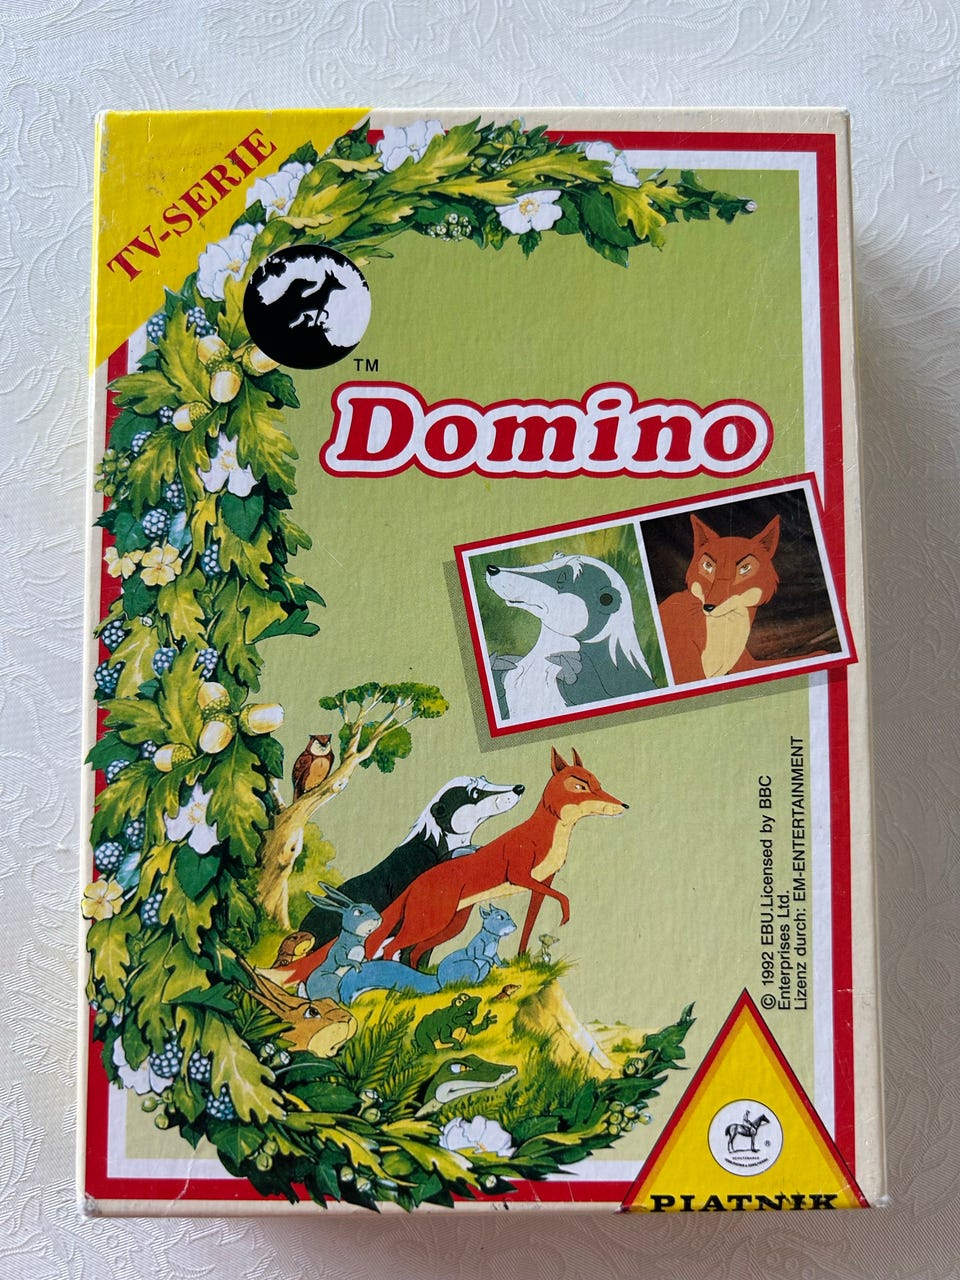 TV-SERIE
TM
Domino
© 1992 EBU.Licensed by BBC
Enterprises Ltd.
Lizenz durch: EM-ENTERTAINMENT
®
PIATNIK